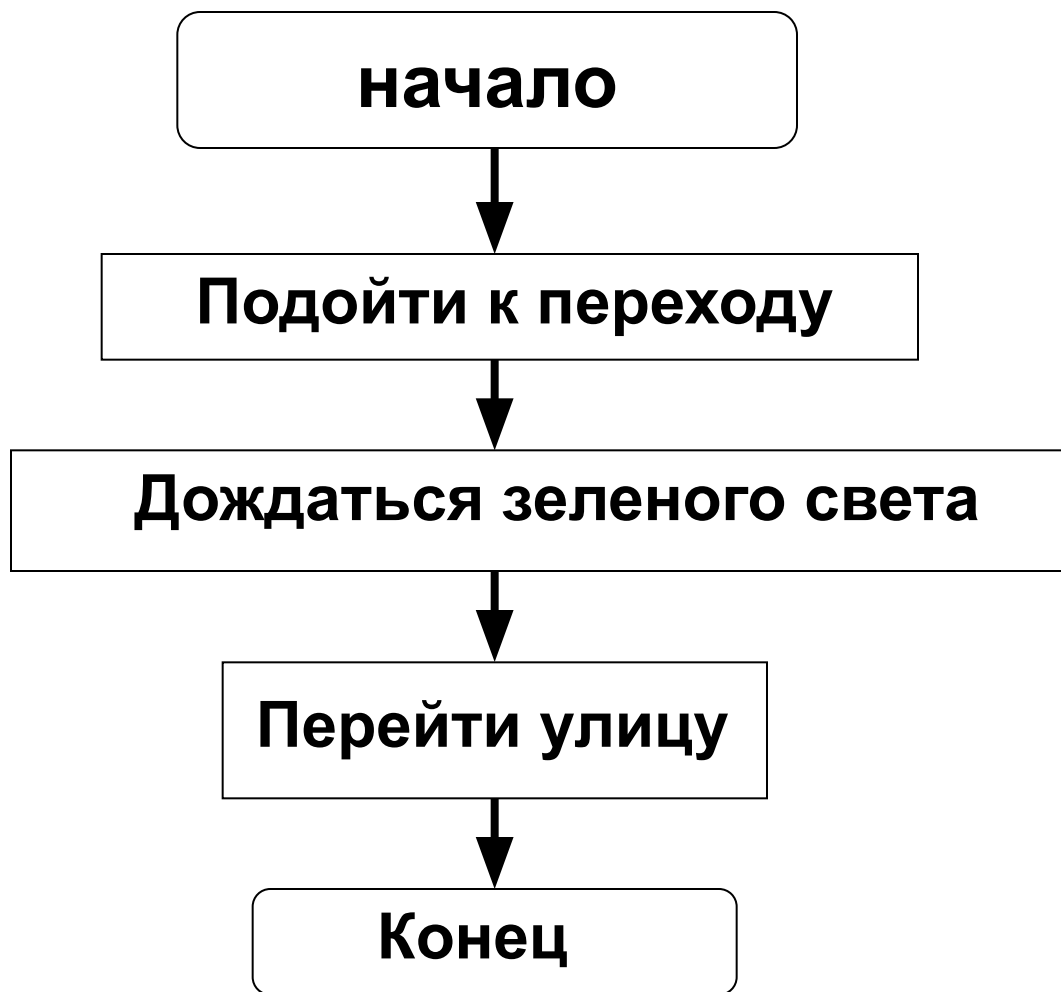 начало
Подойти к переходу
Дождаться зеленого света
Перейти улицу
Конец